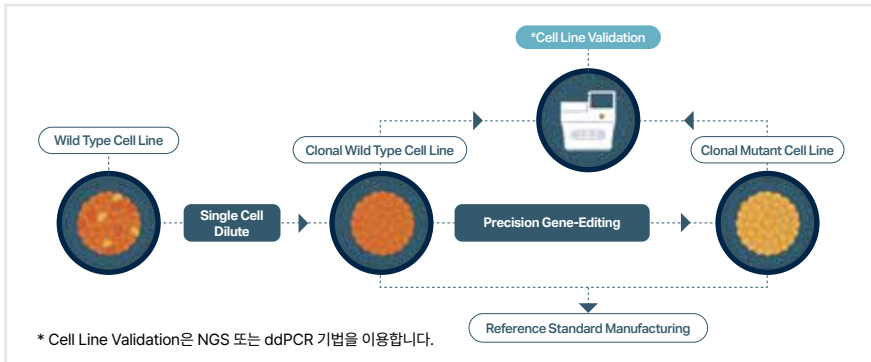 *Cell Line Validation
Wild Type Cell Line
Clonal Wild Type Cell Line
Clonal Mutant Cell Line
Single Cell
Dilute
Precision Gene-Editing
Reference Standard Manufacturing
* Cell Line Validation은 NGS 또는 ddPCR 기법을 이용합니다.